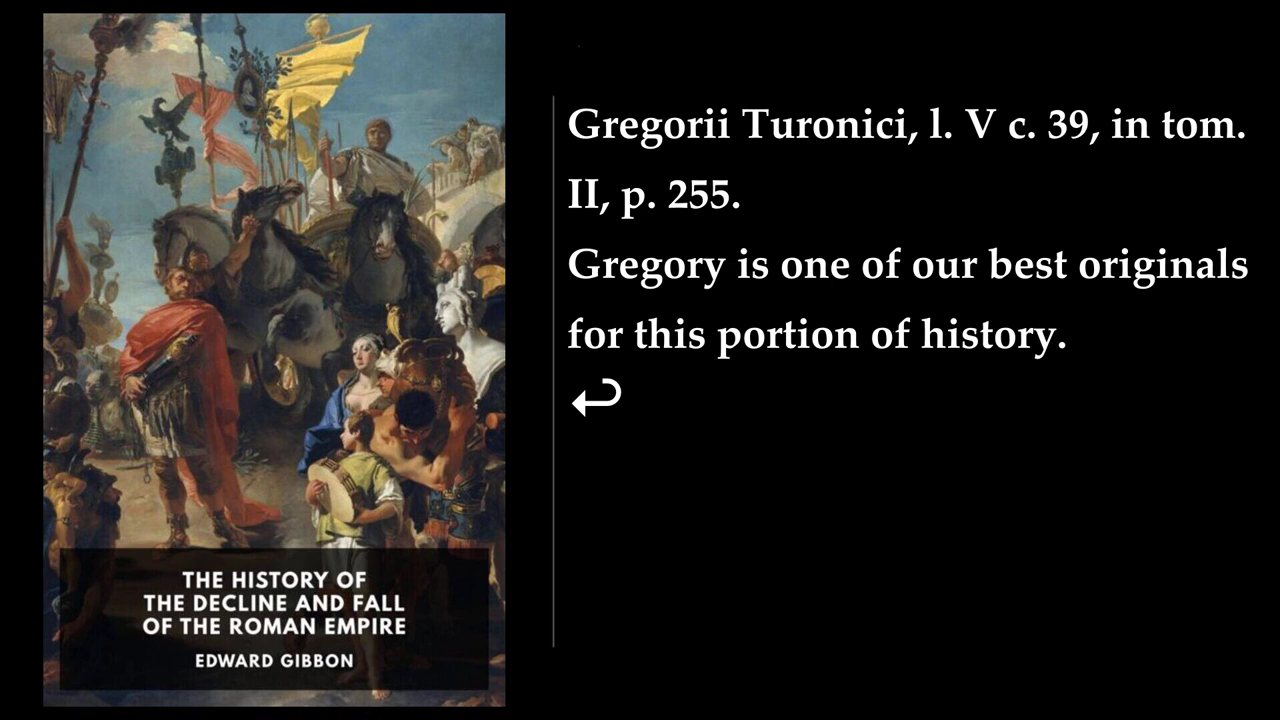 Gregorii Turonici, l. V c. 39, in tom.
II, p. 255.
Gregory is one of our best originals
for this portion of history.
↩
THE HISTORY OF
THE DECLINE AND FALL
OF THE ROMAN EMPIRE
EDWARD GIBBON